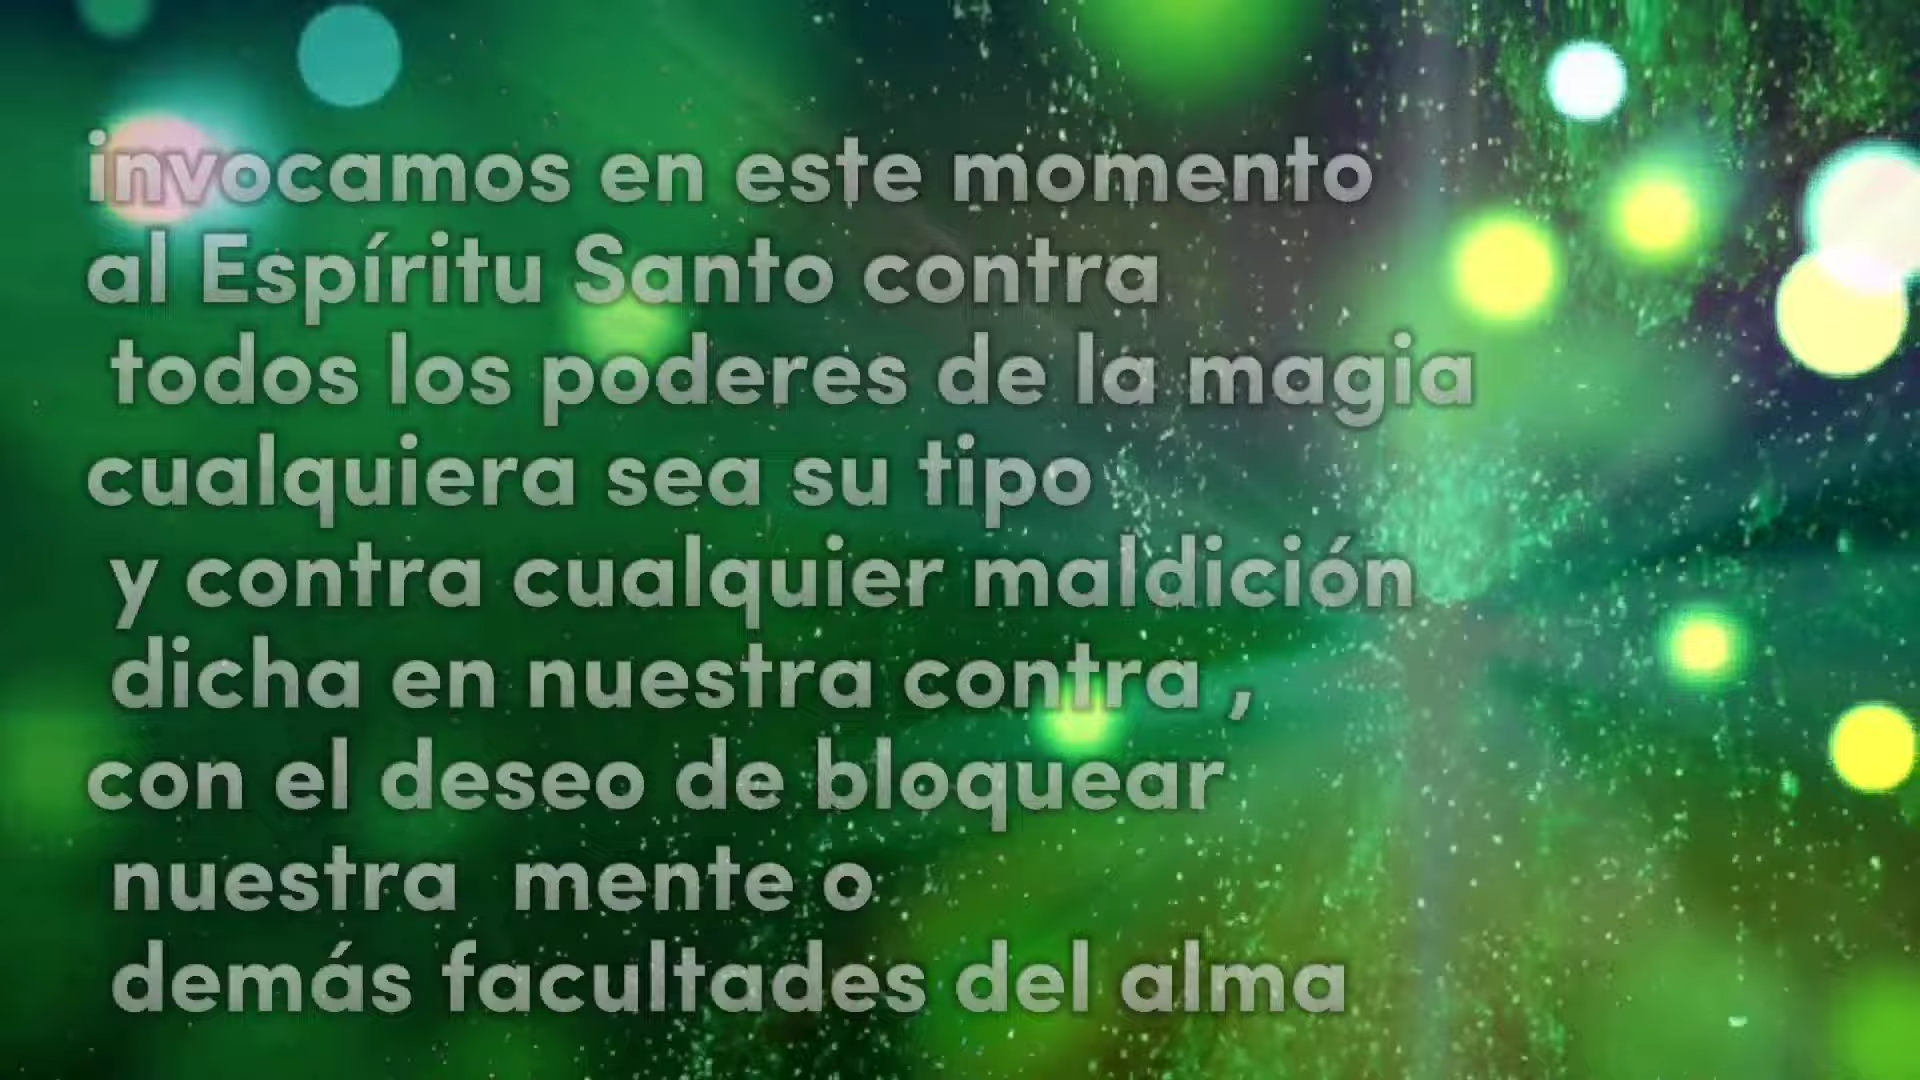 invocamos en este momento
al Espíritu Santo contra
todos los poderes de la magia
cualquiera sea su tipo
y contra cualquier maldición
dicha en nuestra contra ,
con el deseo de bloquear
nuestra  mente o
demás facultades del alma